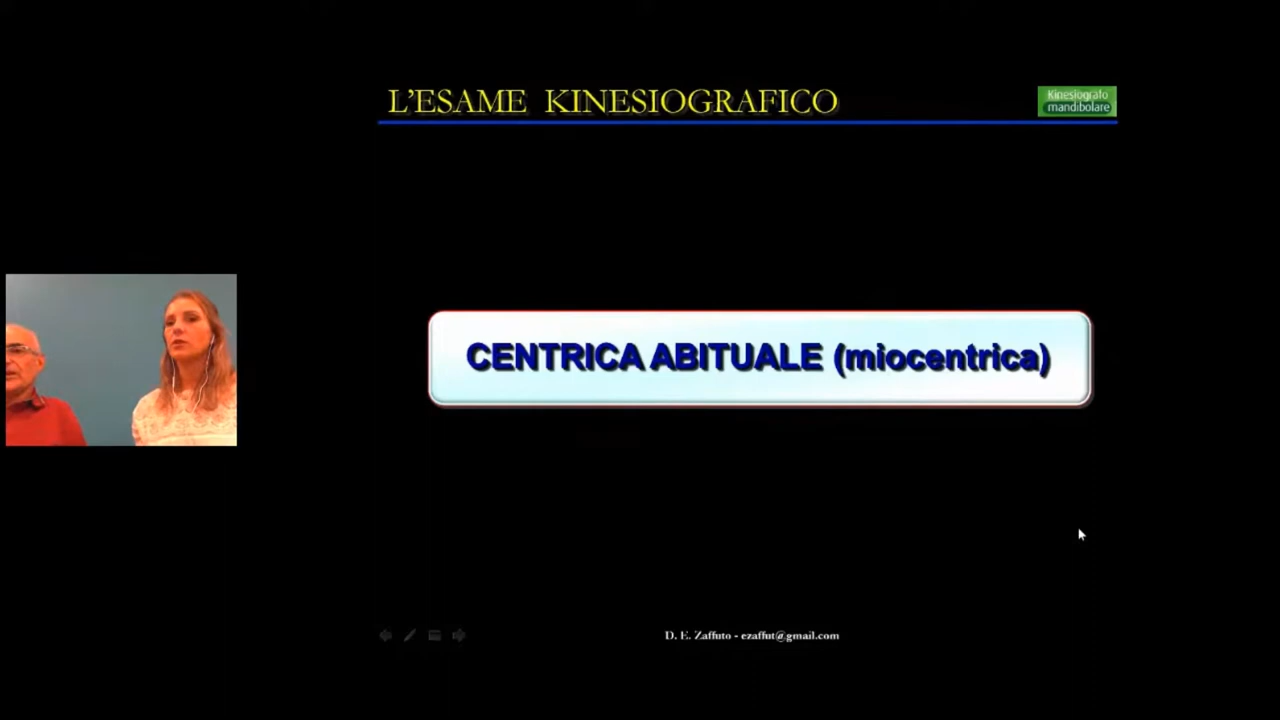 L'ESAME KINESIOGRAFICO
Kinesiografo
mandibolare
CENTRICA ABITUALE (miocentrica)
D. E. Zaffuto - ezaffut@gmail.com